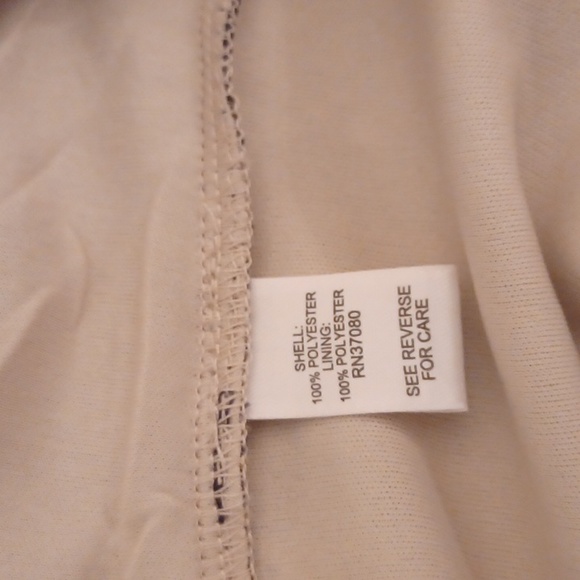 SHELL:
100% POLYESTER
LINING:
100% POLYESTER
RN37080
SEE REVERSE
FOR CARE